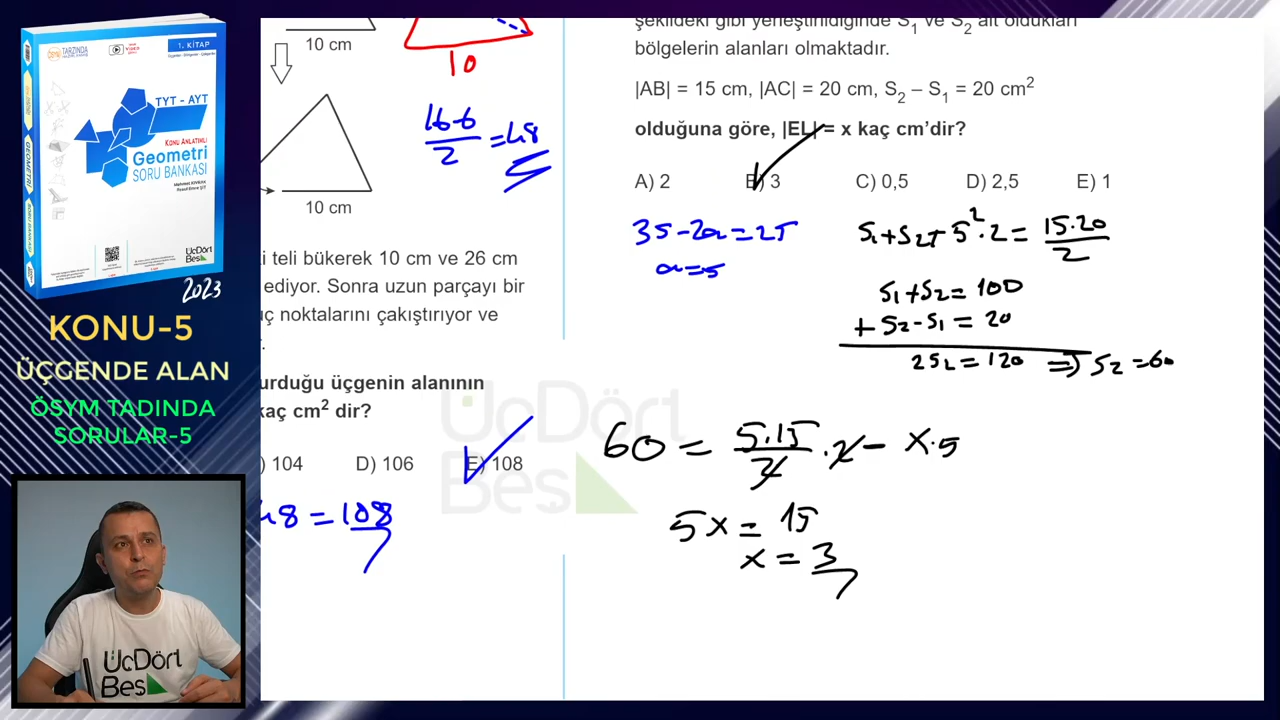 TARZINDA
VIDEO
1. KİTAP
TYT - AYT
KONU ANLATIMLI
Geometri
SORU BANKASI
GEOMETRİ
SORU BANKASI
ÜçDört
Beş
2023
KONU-5
ÜÇGENDE ALAN
ÖSYM TADINDA
SORULAR-5
ÜçDört
Beş
10 cm
10
16·6
2
=48
10 cm
i teli bükerek 10 cm ve 26 cm
ediyor. Sonra uzun parçayı bir
uç noktalarını çakıştırıyor ve
urduğu üçgenin alanının
kaç cm² dir?
) 104 D) 106 E) 108
48 = 108
ÜçDört
Beş
şekildeki gibi yerleştirildiğinde S₁ ve S₂ ait oldukları
bölgelerin alanları olmaktadır.
|AB| = 15 cm, |AC| = 20 cm, S₂ – S₁ = 20 cm²
olduğuna göre, |EL| = x kaç cm'dir?
A) 2 B) 3 C) 0,5 D) 2,5 E) 1
35-2a=25
a=5
S₁+S₂+5²·2=15·20/2
S₁+S₂=100
+S₂-S₁=20
2S₂=120 ⇒ S₂=60
60 = 5·15/2·2 - x·5
5x = 15
x = 3